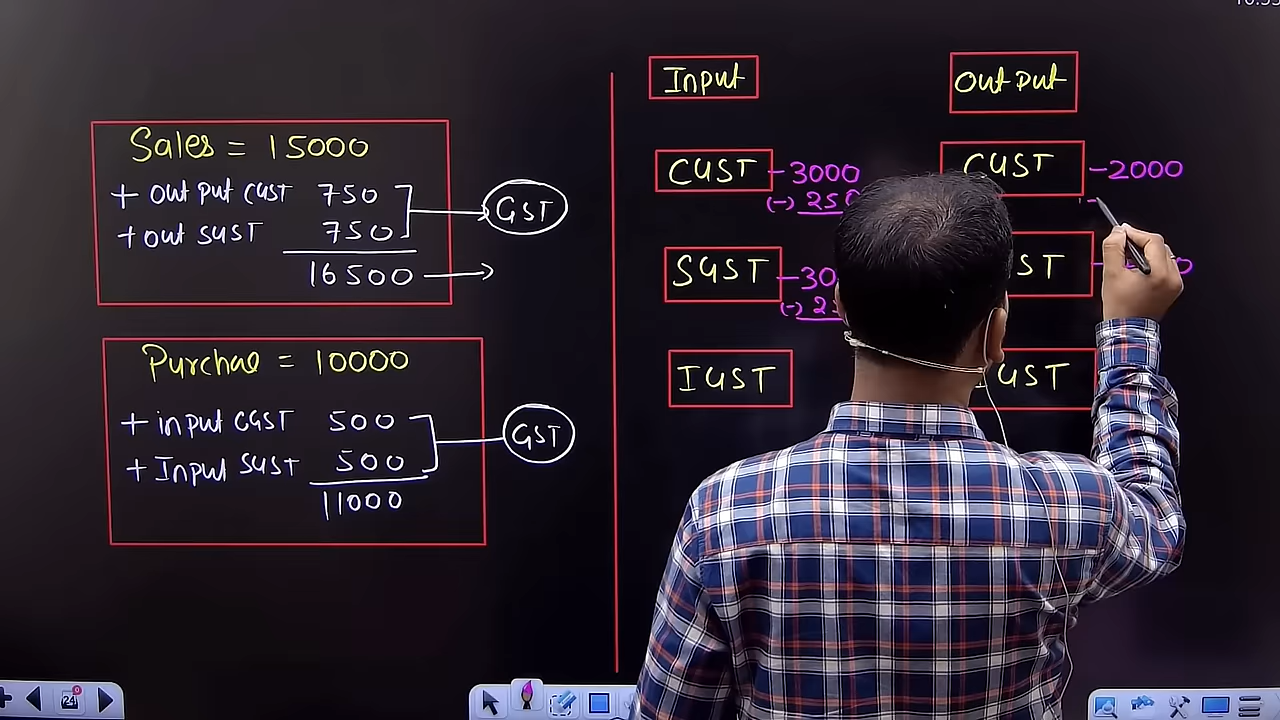 Sales = 15000
+ out put CGST 750
+ out SGST 750
16500
GST
Purchae = 10000
+ input CGST 500
+ Input SGST 500
11000
GST
Input
CGST -3000
(-)
SGST
(-)
IGST
Out put
CGST -2000
24